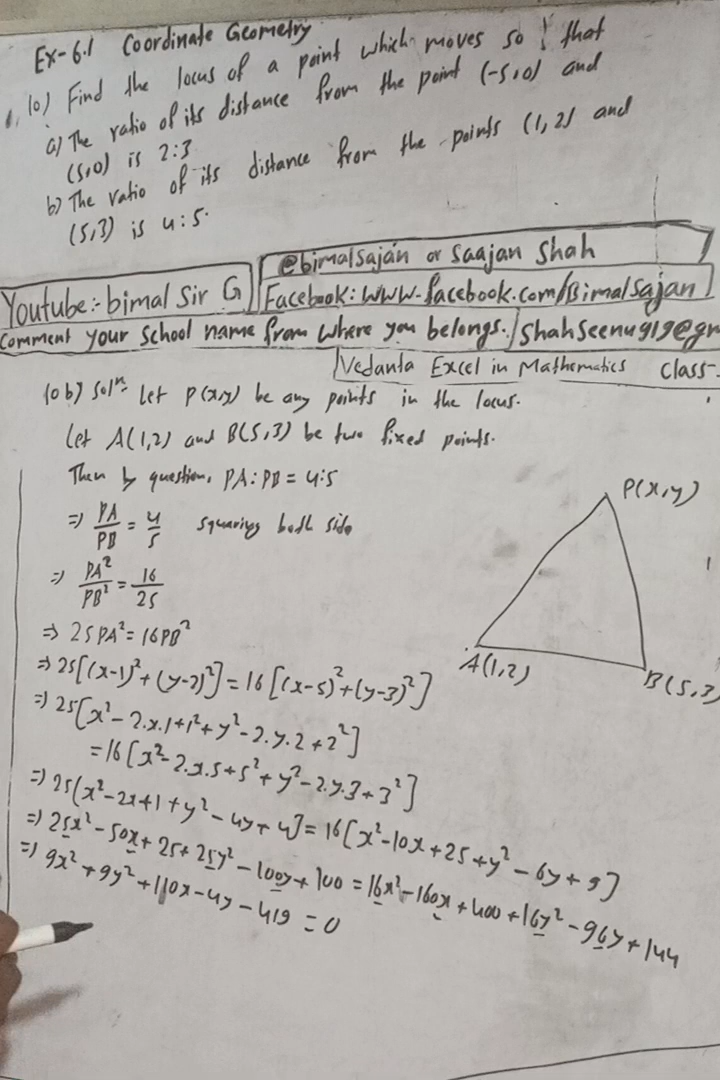 Ex-6.1 Coordinate Geometry
1. 10) Find the locus of a point which moves so that
a) The ratio of its distance from the point (-5,0) and
(5,0) is 2:3
b) The ratio of its distance from the points (1,2) and
(5,3) is 4:5.
@bimalsajan or Saajan Shah
Youtube:- bimal Sir G
Facebook: WWW.facebook.com/Bimalsajan
Comment your School name from where you belongs. / Shahseenu919@gm
Vedanta Excel in Mathematics Class-
10b) Solⁿ Let P(x,y) be any points in the locus.
Let A(1,2) and B(5,3) be two fixed points.
Then by question, PA:PB = 4:5
⇒ PA/PB = 4/5 squaring both side
⇒ PA²/PB² = 16/25
⇒ 25PA² = 16PB²
⇒ 25[(x-1)²+(y-2)²] = 16[(x-5)²+(y-3)²]
⇒ 25[x²-2.x.1+1²+y²-2.y.2+2²]
= 16[x²-2.x.5+5²+y²-2.y.3+3²]
⇒ 25[x²-2x+1+y²-4y+4] = 16[x²-10x+25+y²-6y+9]
⇒ 25x²-50x+25+25y²-100y+100 = 16x²-160x+400+16y²-96y+144
⇒ 9x²+9y²+110x-4y-419=0
P(x,y)
A(1,2)
B(5,3)